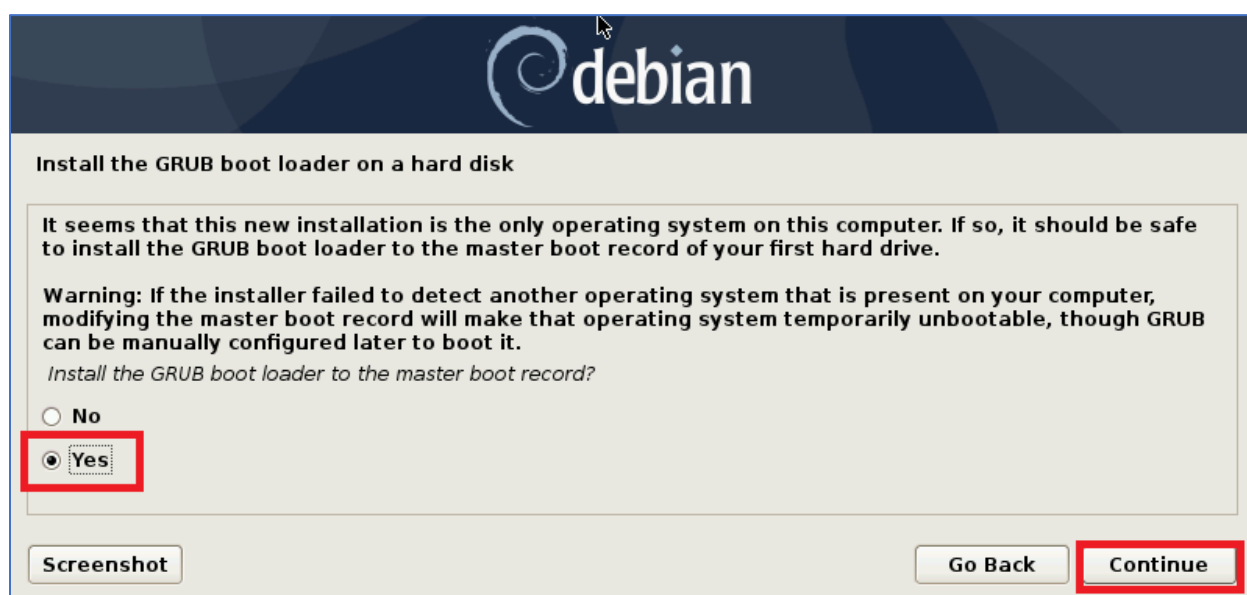 debian
Install the GRUB boot loader on a hard disk
It seems that this new installation is the only operating system on this computer. If so, it should be safe
to install the GRUB boot loader to the master boot record of your first hard drive.
Warning: If the installer failed to detect another operating system that is present on your computer,
modifying the master boot record will make that operating system temporarily unbootable, though GRUB
can be manually configured later to boot it.
Install the GRUB boot loader to the master boot record?
No
Yes
Screenshot
Go Back
Continue